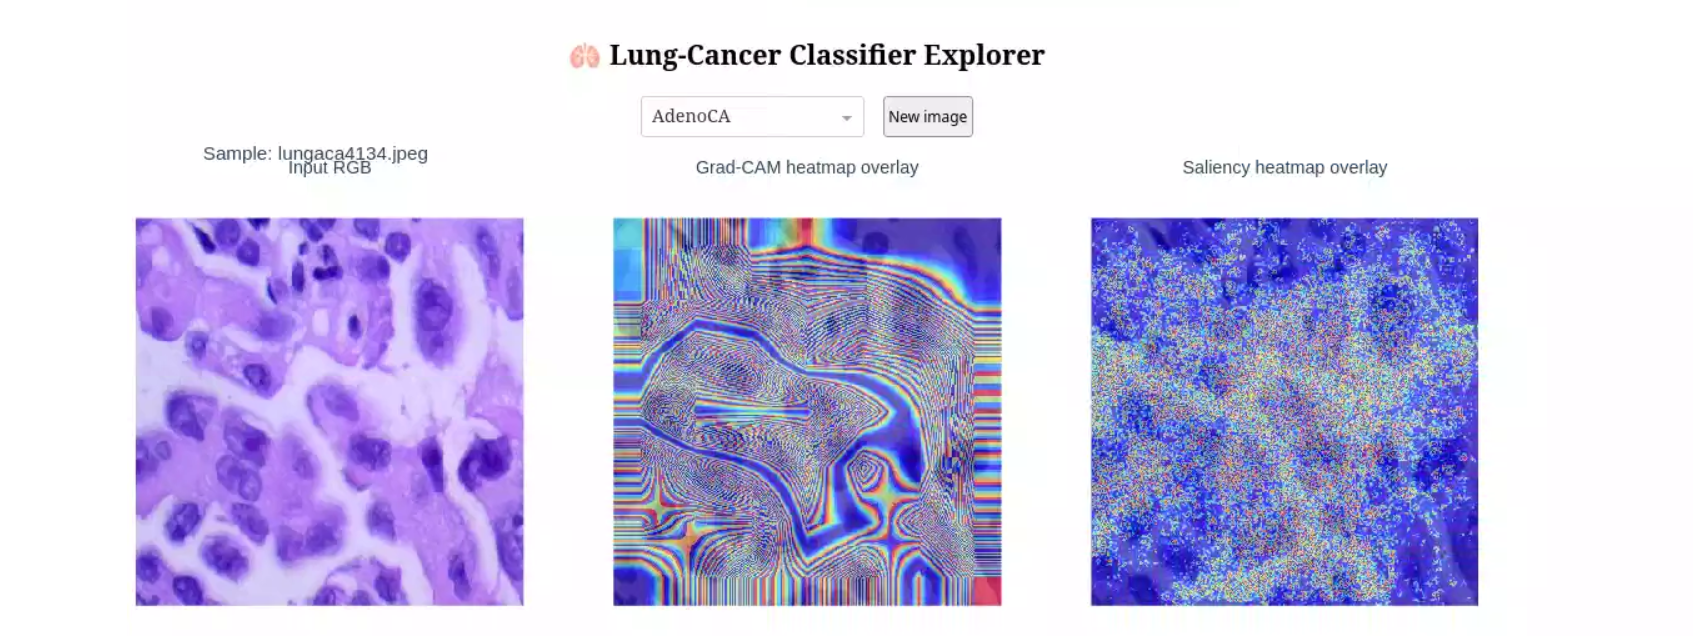 Lung-Cancer Classifier Explorer
AdenoCA
New image
Sample: lungaca4134.jpeg
Input RGB
Grad-CAM heatmap overlay
Saliency heatmap overlay